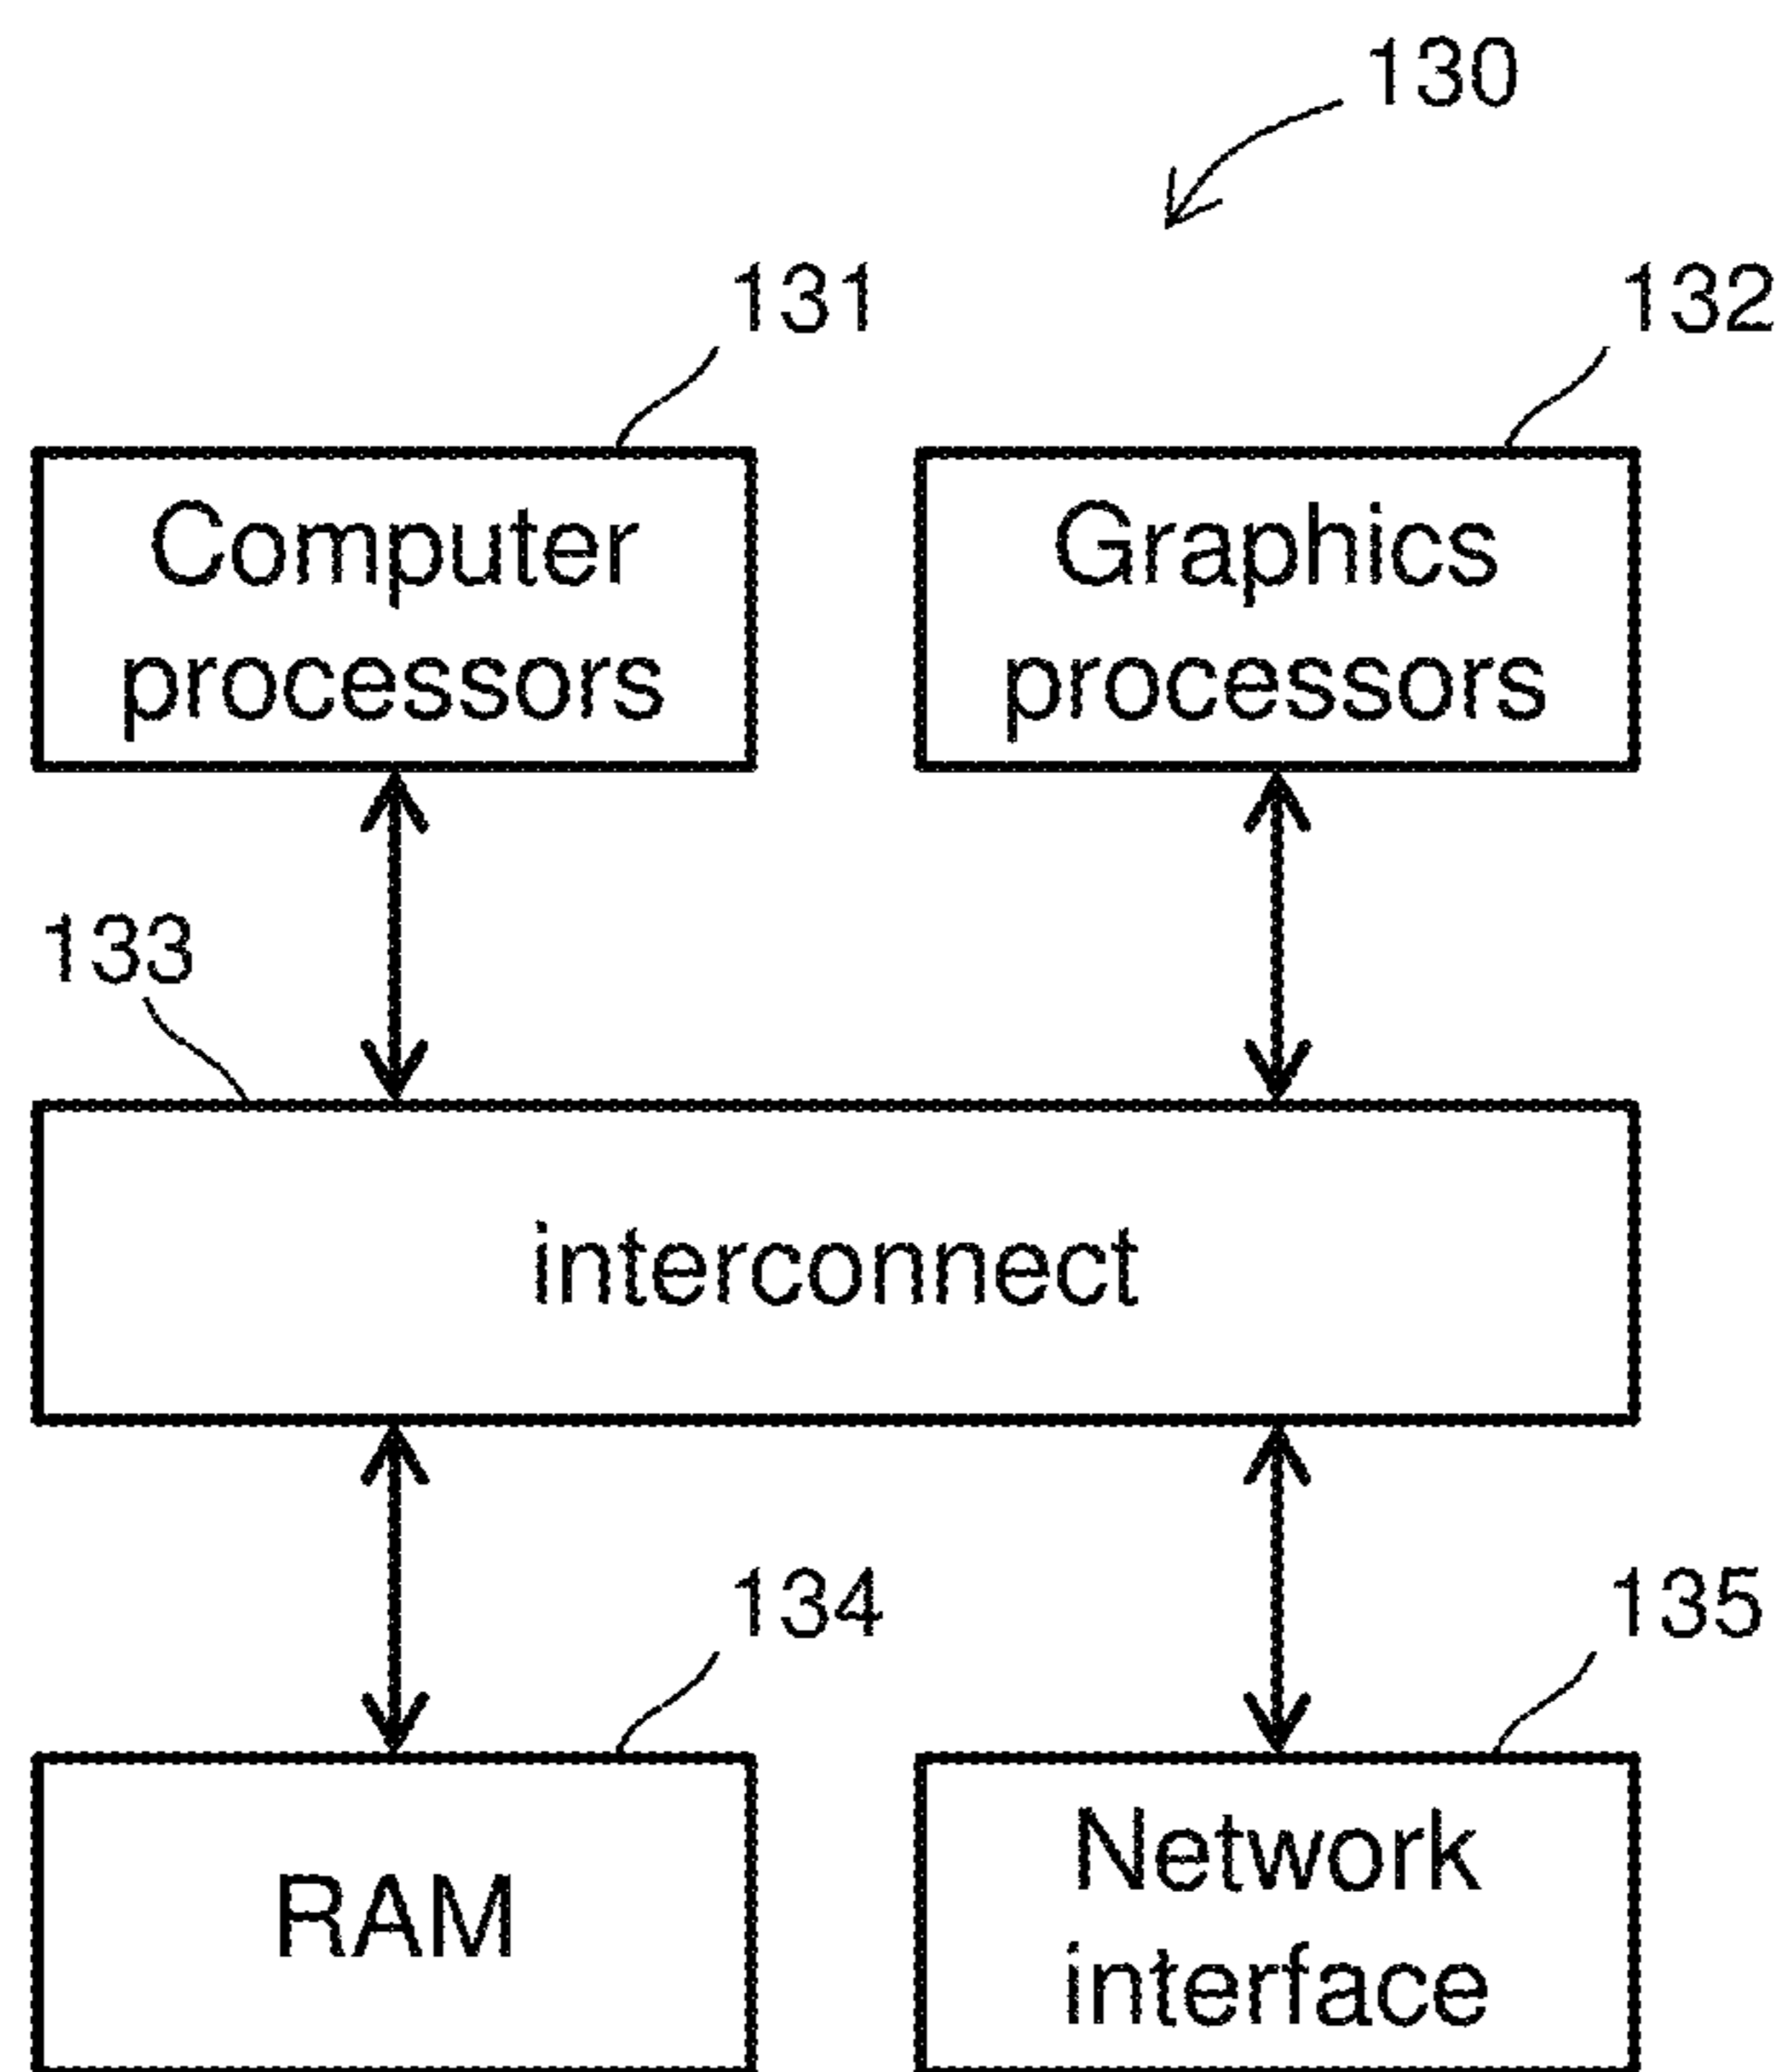 130
131
132
Computer
processors
Graphics
processors
133
interconnect
134
135
RAM
Network
interface